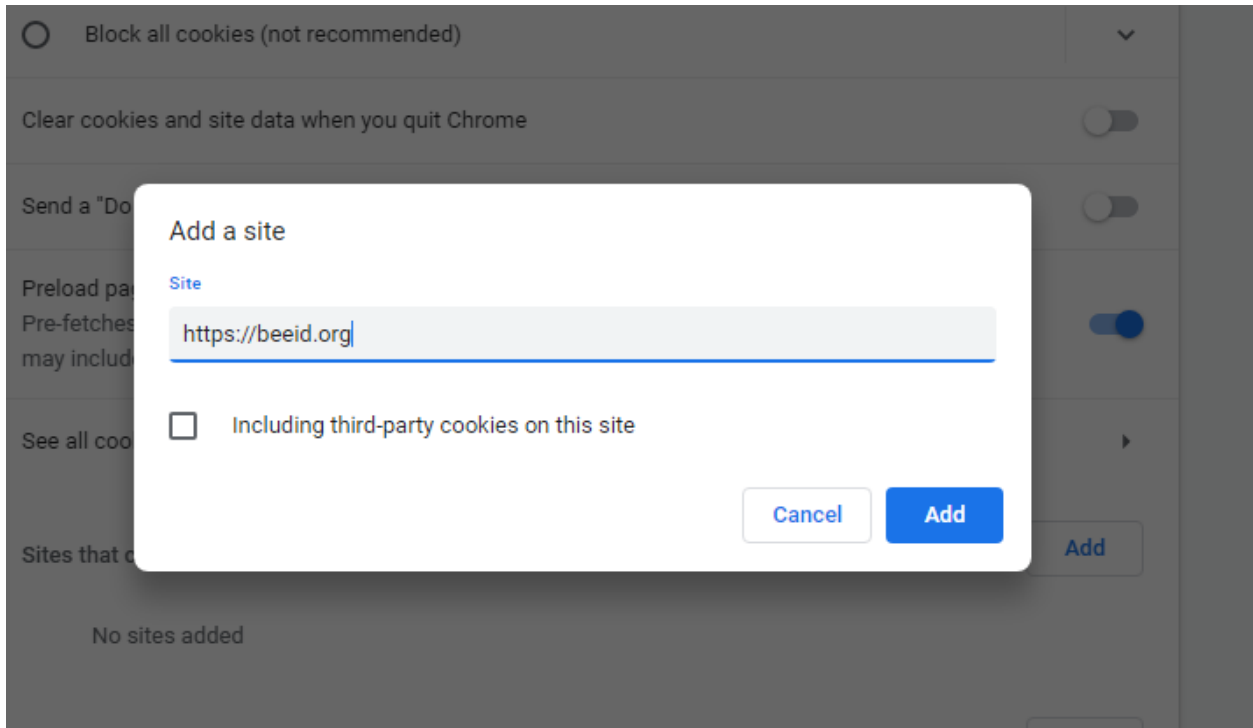 Block all cookies (not recommended)
Clear cookies and site data when you quit Chrome
Send a "Do
Add a site
Site
Preload pa
Pre-fetches
https://beeid.org
may includ
Including third-party cookies on this site
See all coo
Cancel
Add
Sites that
Add
No sites added